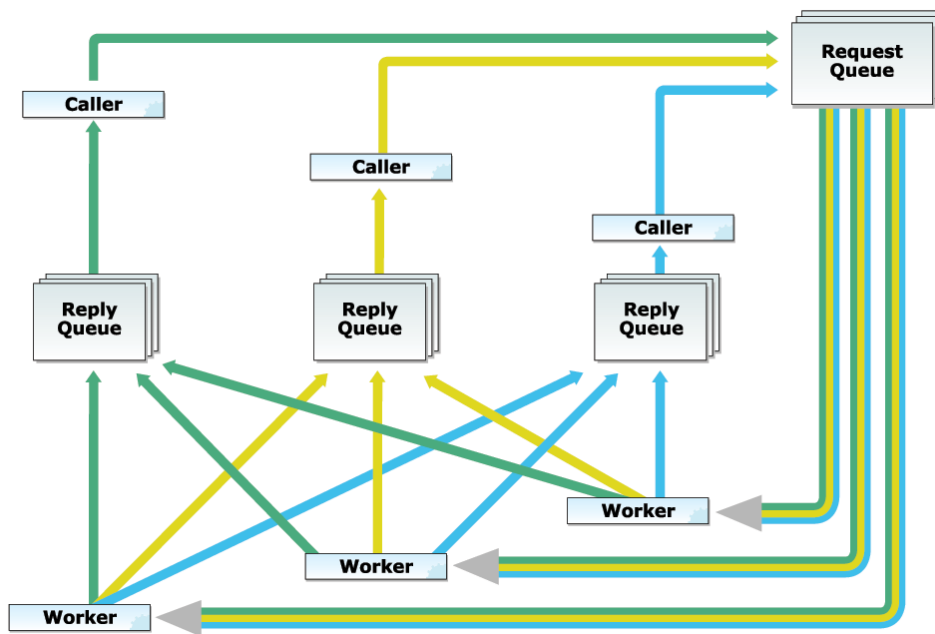 Request
Queue
Caller
Caller
Caller
Reply
Queue
Reply
Queue
Reply
Queue
Worker
Worker
Worker